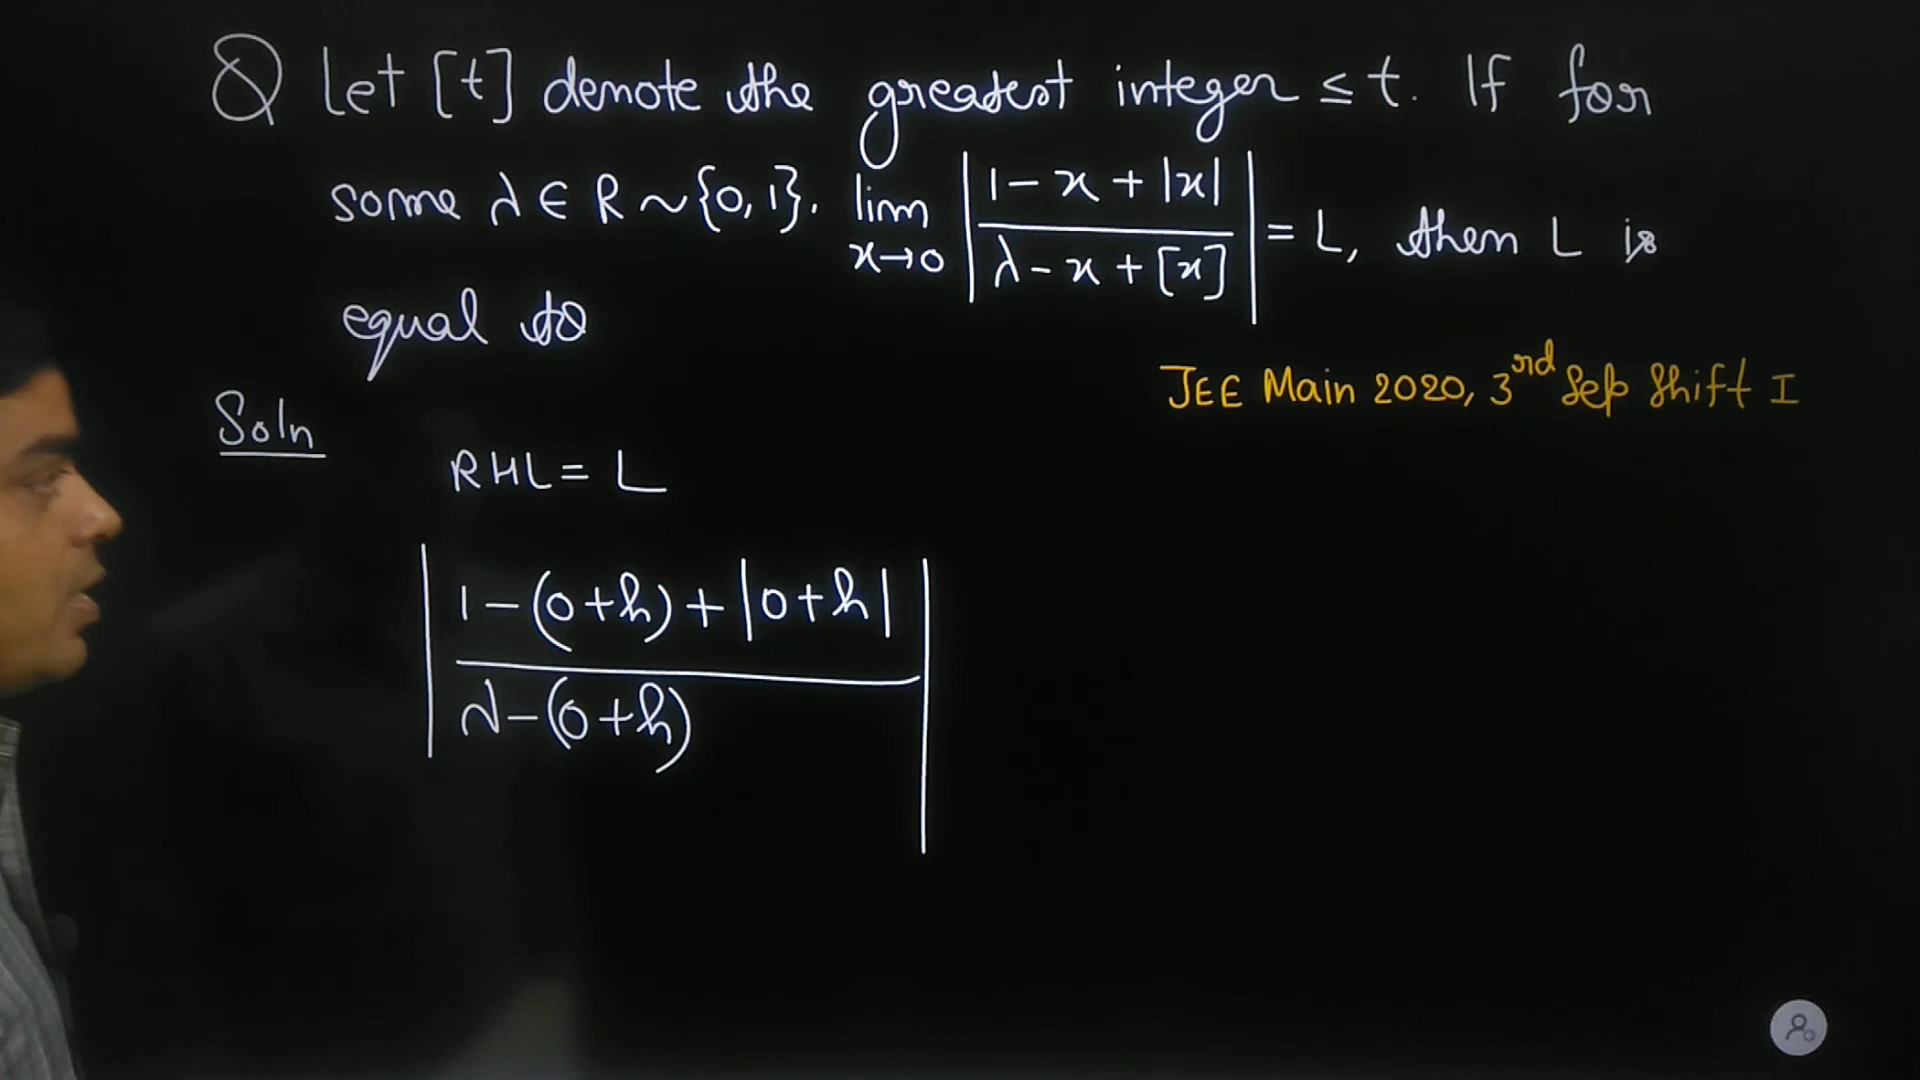 Q Let [t] denote the greatest integer ≤ t. If for
some λ ∈ R ~ {0, 1}. lim x→0 | (1 - x + |x|) / (λ - x + [x]) | = L, then L is
equal to
JEE Main 2020, 3rd Sep Shift I
Soln
RHL = L
| 1 - (0+h) + |0+h| |
λ - (0+h)